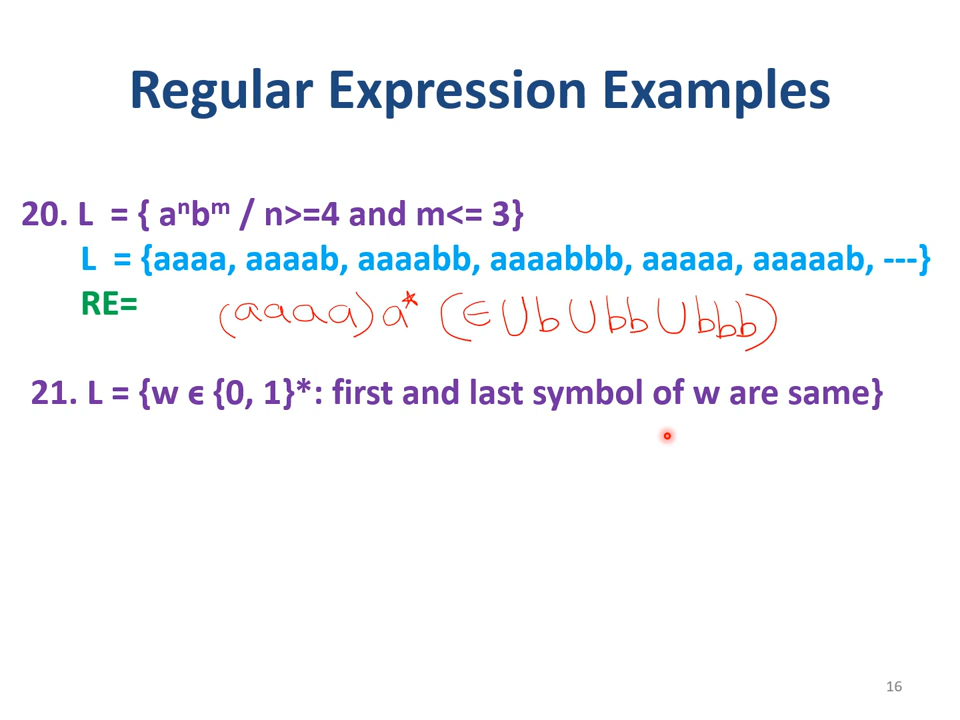 Regular Expression Examples
20. L = { aⁿbᵐ / n>=4 and m<= 3}
L = {aaaa, aaaab, aaaabb, aaaabbb, aaaaa, aaaaab, ---}
RE= (aaaa)a* (∈ ∪ b ∪ bb ∪ bbb)
21. L = {w ϵ {0, 1}*: first and last symbol of w are same}
16